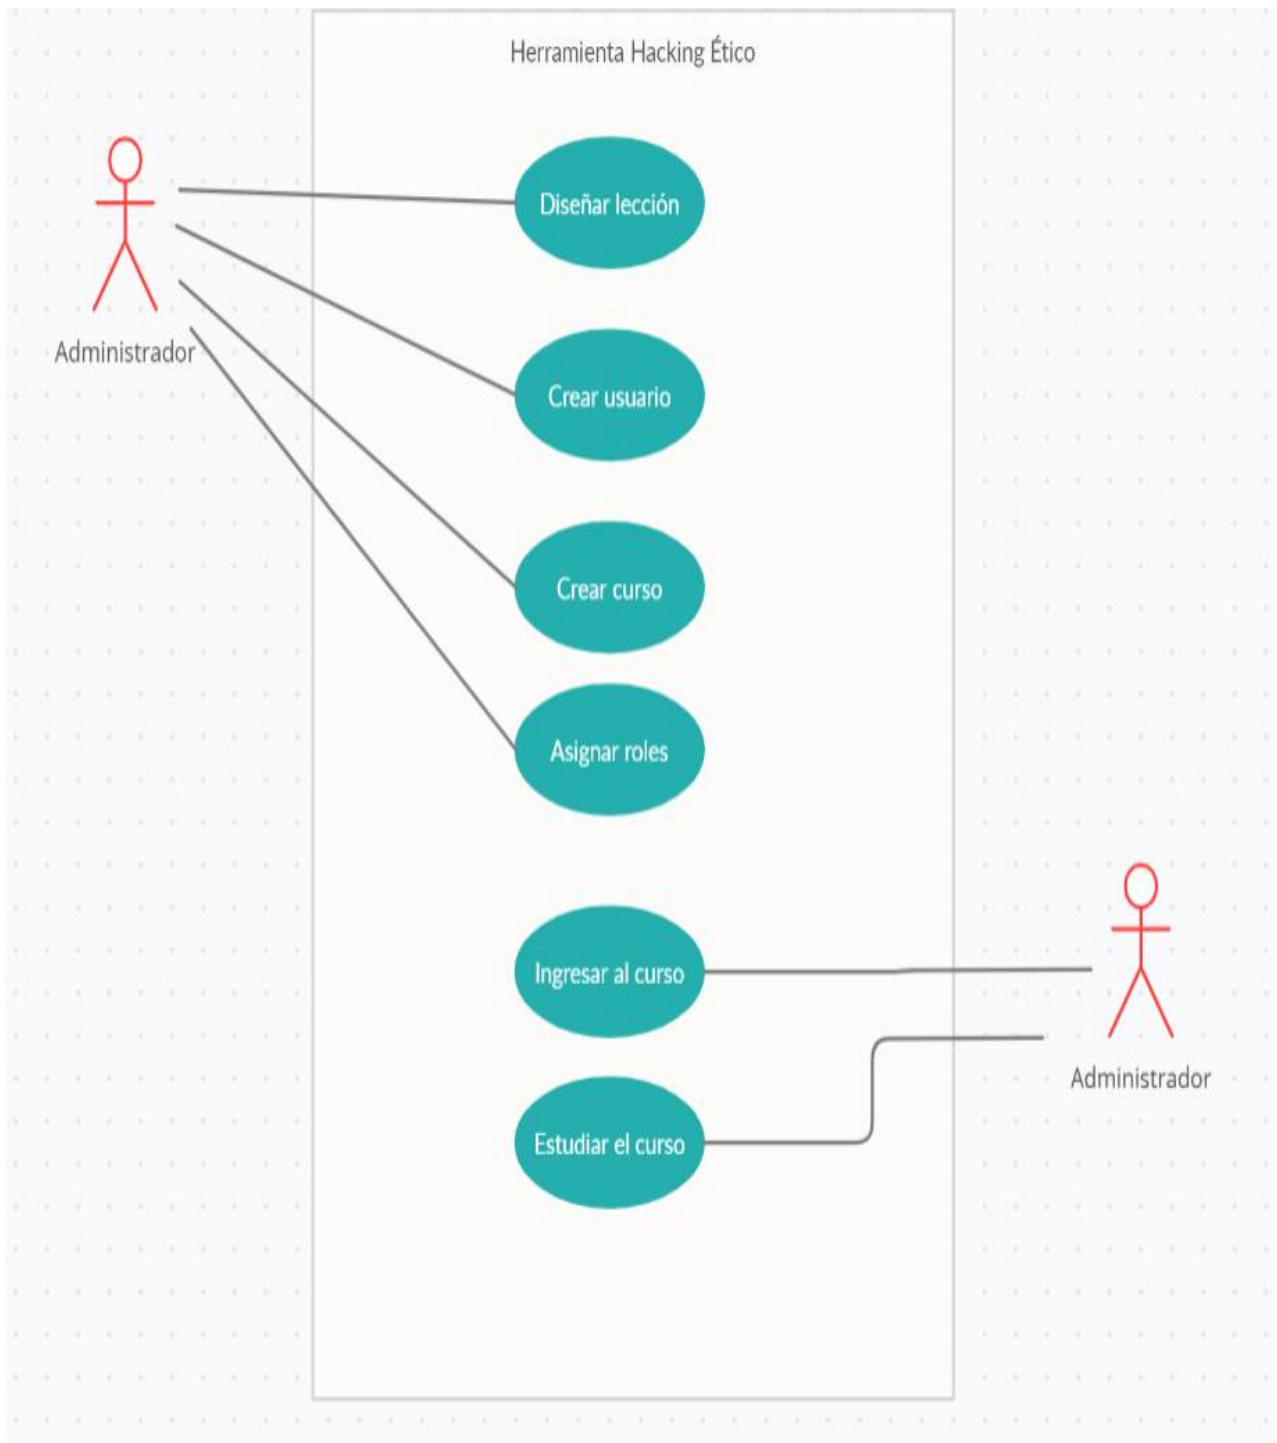 Herramienta Hacking Ético
Diseñar lección
Administrador
Crear usuario
Crear curso
Asignar roles
Ingresar al curso
Administrador
Estudiar el curso